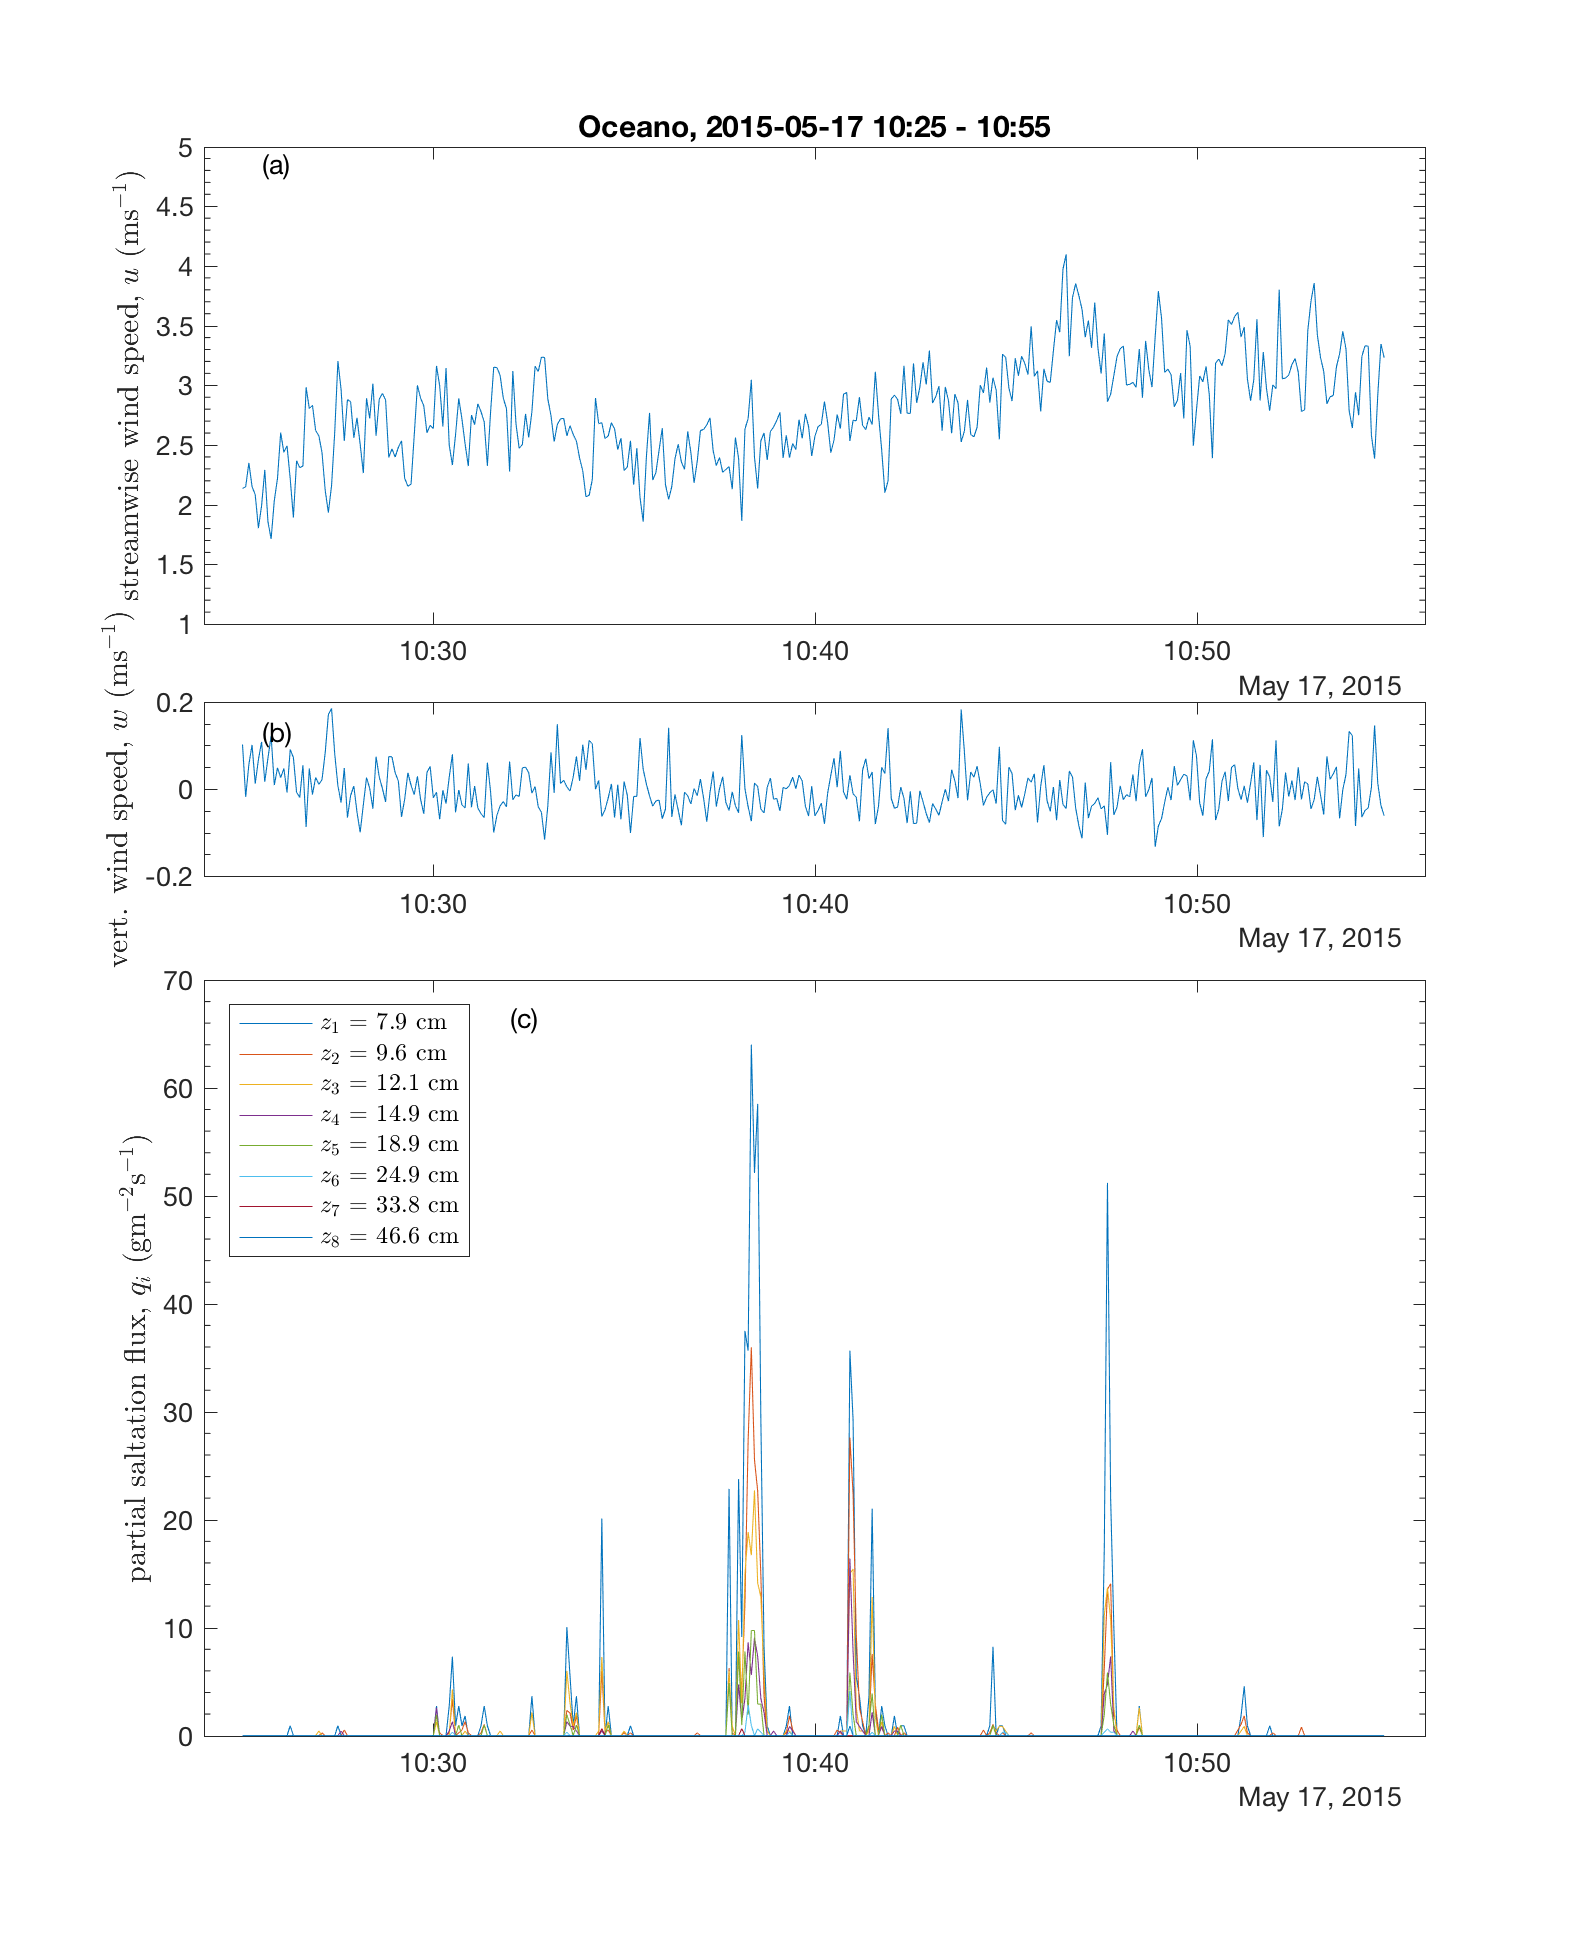 Oceano, 2015-05-17 10:25 - 10:55
(a)
streamwise wind speed, u (ms⁻¹)
5
4.5
4
3.5
3
2.5
2
1.5
1
10:30 10:40 10:50
May 17, 2015
(b)
vert. wind speed, w (ms⁻¹)
0.2
0
-0.2
10:30 10:40 10:50
May 17, 2015
(c)
partial saltation flux, qᵢ (gm⁻²s⁻¹)
70
60
50
40
30
20
10
0
z₁ = 7.9 cm
z₂ = 9.6 cm
z₃ = 12.1 cm
z₄ = 14.9 cm
z₅ = 18.9 cm
z₆ = 24.9 cm
z₇ = 33.8 cm
z₈ = 46.6 cm
10:30 10:40 10:50
May 17, 2015